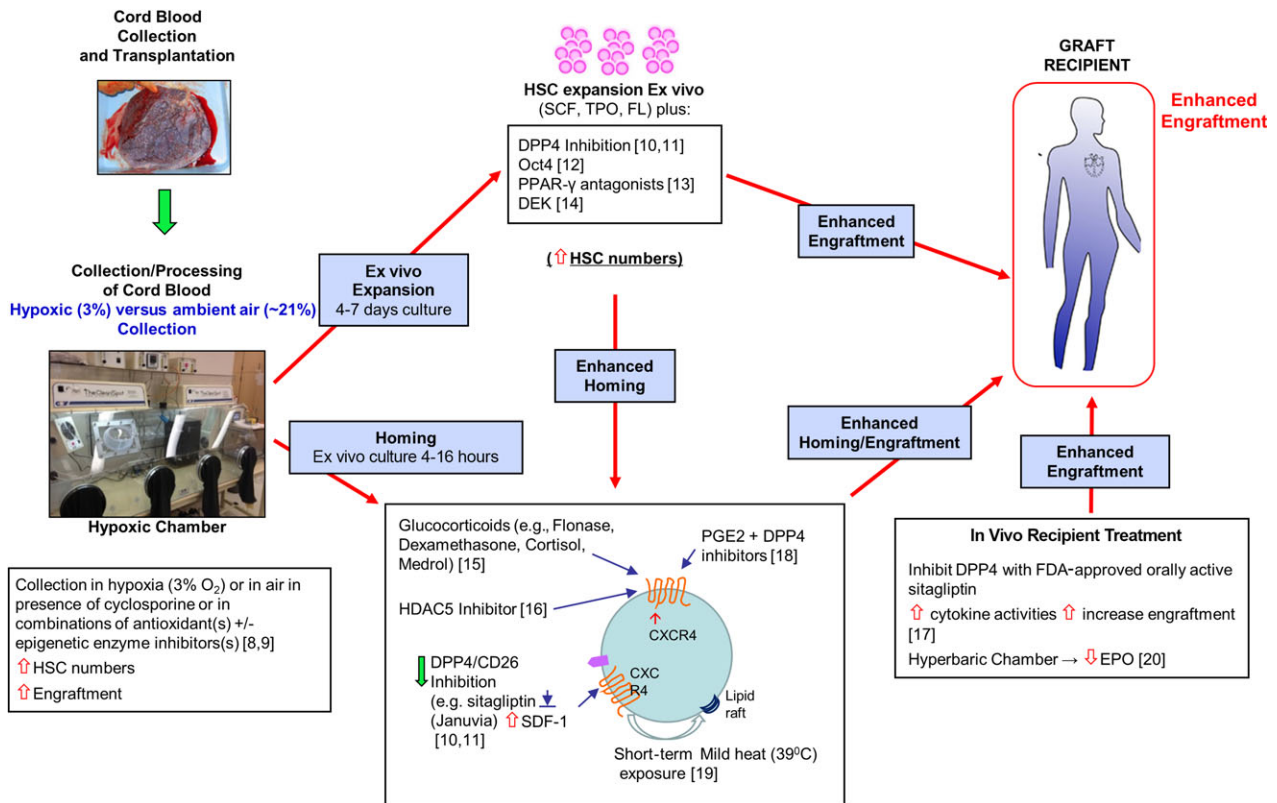 Cord Blood
Collection
and Transplantation
Collection/Processing
of Cord Blood
Hypoxic (3%) versus ambient air (~21%)
Collection
Hypoxic Chamber
Collection in hypoxia (3% O₂) or in air in
presence of cyclosporine or in
combinations of antioxidant(s) +/-
epigenetic enzyme inhibitors(s) [8,9]
⇧ HSC numbers
⇧ Engraftment
Ex vivo
Expansion
4-7 days culture
Homing
Ex vivo culture 4-16 hours
HSC expansion Ex vivo
(SCF, TPO, FL) plus:
DPP4 Inhibition [10,11]
Oct4 [12]
PPAR-γ antagonists [13]
DEK [14]
(⇧HSC numbers)
Enhanced
Homing
Enhanced
Engraftment
Enhanced
Homing/Engraftment
Glucocorticoids (e.g., Flonase,
Dexamethasone, Cortisol,
Medrol) [15]
PGE2 + DPP4
inhibitors [18]
HDAC5 Inhibitor [16]
CXCR4
DPP4/CD26
Inhibition
(e.g. sitagliptin
(Januvia) ⇧ SDF-1
[10,11]
CXC
R4
Lipid
raft
Short-term Mild heat (39⁰C)
exposure [19]
GRAFT
RECIPIENT
Enhanced
Engraftment
Enhanced
Engraftment
In Vivo Recipient Treatment
Inhibit DPP4 with FDA-approved orally active
sitagliptin
⇧ cytokine activities ⇧ increase engraftment
[17]
Hyperbaric Chamber → ⇩ EPO [20]